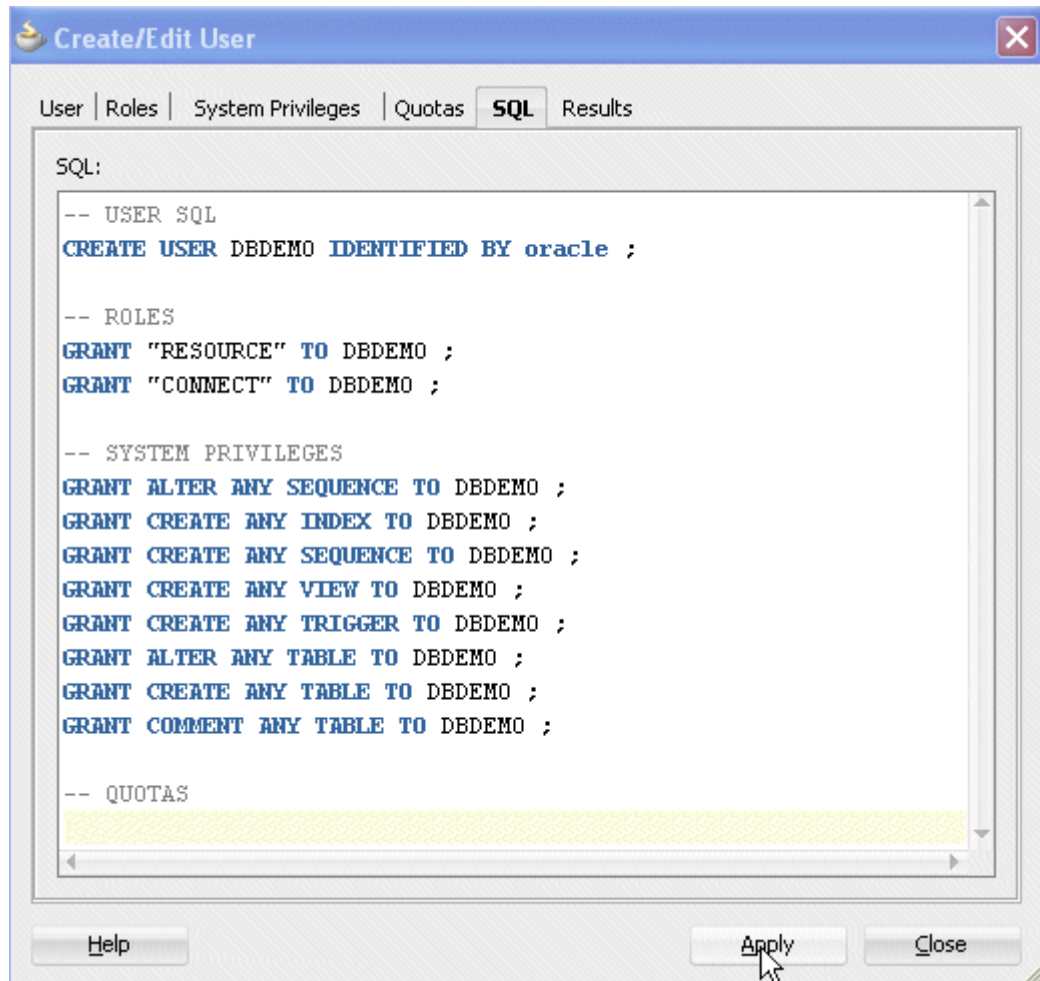 Create/Edit User
User | Roles | System Privileges | Quotas SQL Results
SQL:
-- USER SQL
CREATE USER DBDEMO IDENTIFIED BY oracle ;
-- ROLES
GRANT "RESOURCE" TO DBDEMO ;
GRANT "CONNECT" TO DBDEMO ;
-- SYSTEM PRIVILEGES
GRANT ALTER ANY SEQUENCE TO DBDEMO ;
GRANT CREATE ANY INDEX TO DBDEMO ;
GRANT CREATE ANY SEQUENCE TO DBDEMO ;
GRANT CREATE ANY VIEW TO DBDEMO ;
GRANT CREATE ANY TRIGGER TO DBDEMO ;
GRANT ALTER ANY TABLE TO DBDEMO ;
GRANT CREATE ANY TABLE TO DBDEMO ;
GRANT COMMENT ANY TABLE TO DBDEMO ;
-- QUOTAS
Help Apply Close